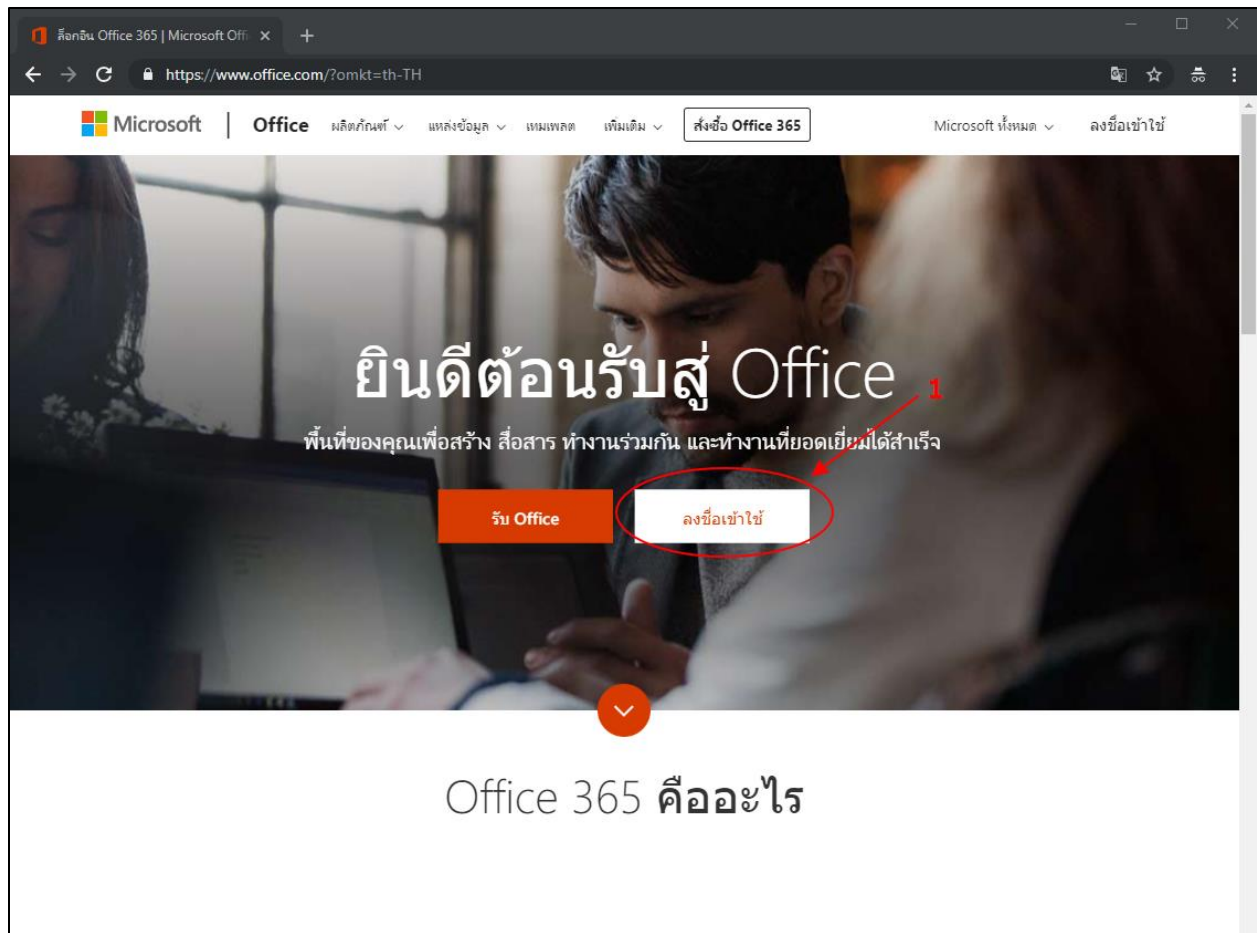 ล็อกอิน Office 365 | Microsoft Offi
https://www.office.com/?omkt=th-TH
Microsoft | Office ผลิตภัณฑ์ แหล่งข้อมูล เทมเพลต เพิ่มเติม สั่งซื้อ Office 365 Microsoft ทั้งหมด ลงชื่อเข้าใช้
ยินดีต้อนรับสู่ Office
1
พื้นที่ของคุณเพื่อสร้าง สื่อสาร ทำงานร่วมกัน และทำงานที่ยอดเยี่ยมได้สำเร็จ
รับ Office ลงชื่อเข้าใช้
Office 365 คืออะไร